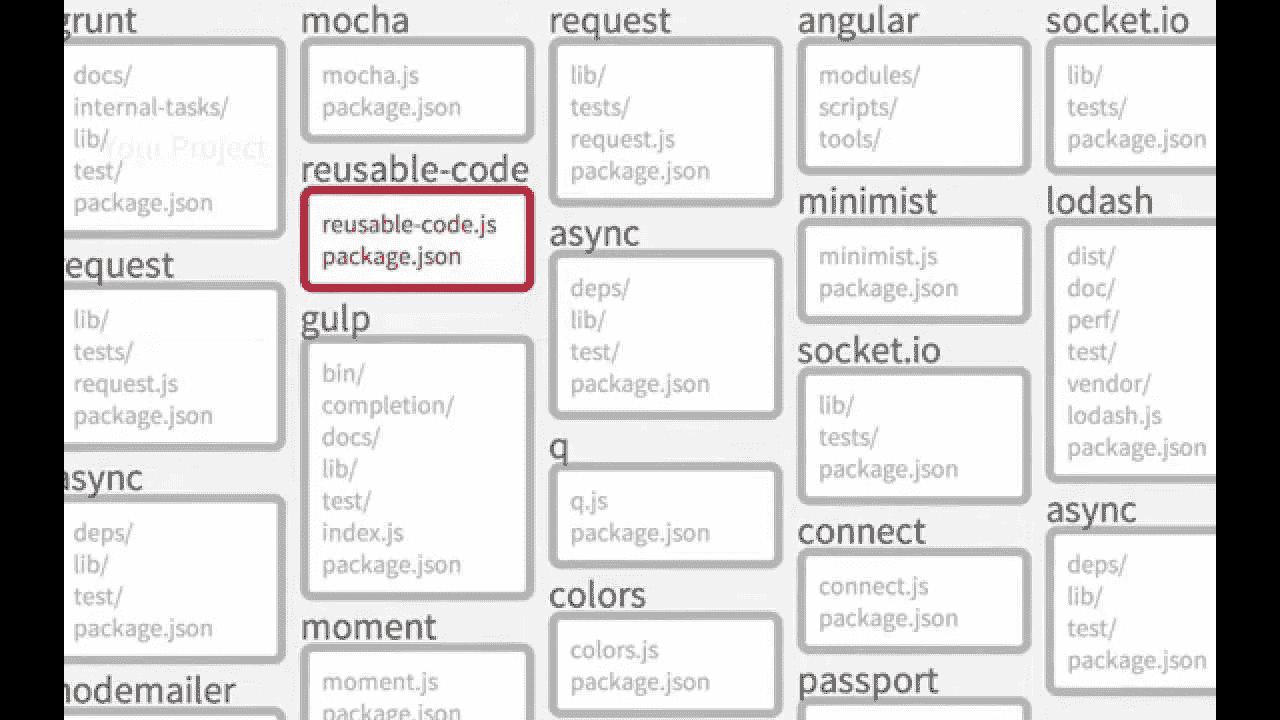 grunt
docs/
internal-tasks/
lib/
Your Project
test/
package.json
request
lib/
tests/
request.js
package.json
async
deps/
lib/
test/
package.json
nodemailer
mocha
mocha.js
package.json
reusable-code
reusable-code.js
package.json
gulp
bin/
completion/
docs/
lib/
test/
index.js
package.json
moment
moment.js
package.json
request
lib/
tests/
request.js
package.json
async
deps/
lib/
test/
package.json
q
q.js
package.json
colors
colors.js
package.json
angular
modules/
scripts/
tools/
minimist
minimist.js
package.json
socket.io
lib/
tests/
package.json
connect
connect.js
package.json
passport
socket.io
lib/
tests/
package.json
lodash
dist/
doc/
perf/
test/
vendor/
lodash.js
package.json
async
deps/
lib/
test/
package.json